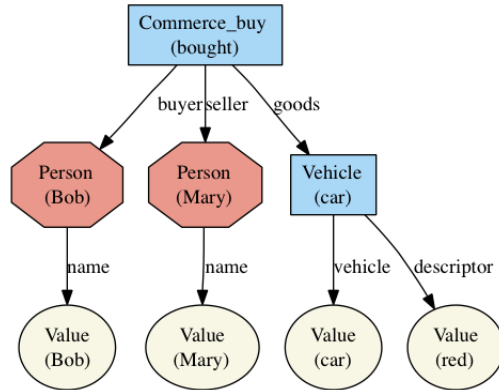 Commerce_buy
(bought)
buyer seller goods
Person
(Bob)
Person
(Mary)
Vehicle
(car)
name name vehicle descriptor
Value
(Bob)
Value
(Mary)
Value
(car)
Value
(red)